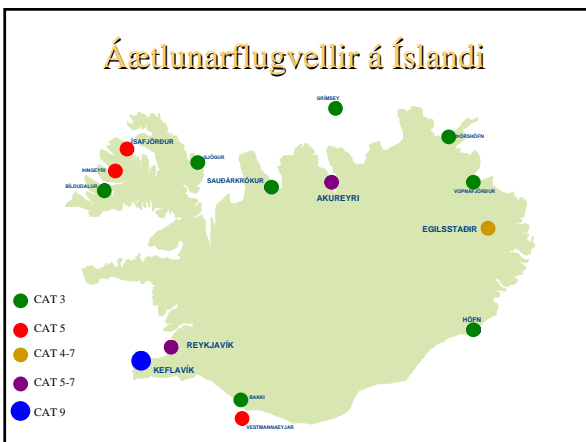 Áætlunarflugvellir á Íslandi
GRÍMSEY
ÍSAFJÖRÐUR
ÞÓRSHÖFN
GJÖGUR
ÞINGEYRI
SAUÐÁRKRÓKUR
BÍLDUDALUR
AKUREYRI
VOPNAFJÖRÐUR
EGILSSTAÐIR
CAT 3
CAT 5
CAT 4-7
CAT 5-7
CAT 9
HÖFN
REYKJAVÍK
KEFLAVÍK
BAKKI
VESTMANNAEYJAR